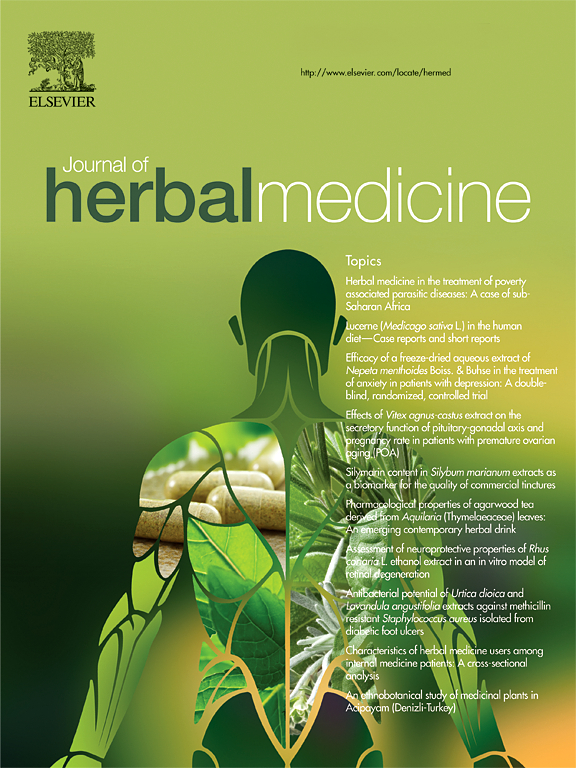 ELSEVIER
http://www.elsevier.com/locate/hermed
Journal of
herbalmedicine
Topics
Herbal medicine in the treatment of poverty
associated parasitic diseases: A case of sub-
Saharan Africa
Lucerne (Medicago sativa L.) in the human
diet—Case reports and short reports
Efficacy of a freeze-dried aqueous extract of
Nepeta menthoides Boiss. & Buhse in the treatment
of anxiety in patients with depression: A double-
blind, randomized, controlled trial
Effects of Vitex agnus-castus extract on the
secretory function of pituitary-gonadal axis and
pregnancy rate in patients with premature ovarian
aging (POA)
Silymarin content in Silybum marianum extracts as
a biomarker for the quality of commercial tinctures
Pharmacological properties of agarwood tea
derived from Aquilaria (Thymelaeaceae) leaves:
An emerging contemporary herbal drink
Assessment of neuroprotective properties of Rhus
coriaria L. ethanol extract in an in vitro model of
retinal degeneration
Antibacterial potential of Urtica dioica and
Lavandula angustifolia extracts against methicillin
resistant Staphylococcus aureus isolated from
diabetic foot ulcers
Characteristics of herbal medicine users among
internal medicine patients: A cross-sectional
analysis
An ethnobotanical study of medicinal plants in
Acipayam (Denizli-Turkey)